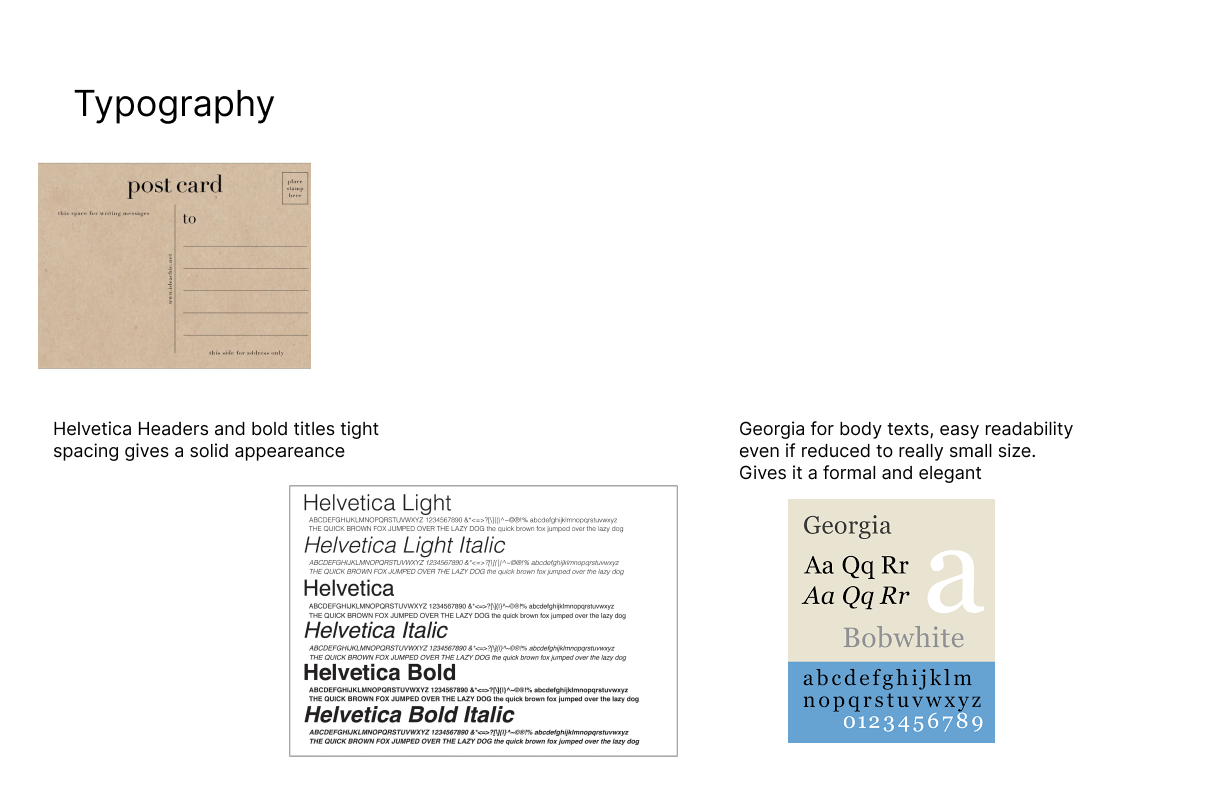 Typography
post card
place
stamp
here
this space for writing messages
to
www.ideachic.net
this side for address only
Helvetica Headers and bold titles tight
spacing gives a solid appeareance
Georgia for body texts, easy readability
even if reduced to really small size.
Gives it a formal and elegant
Helvetica Light
ABCDEFGHIJKLMNOPQRSTUVWXYZ 1234567890 &"<=>?[\]{|}^~©®!% abcdefghijklmnopqrstuvwxyz
THE QUICK BROWN FOX JUMPED OVER THE LAZY DOG the quick brown fox jumped over the lazy dog
Helvetica Light Italic
ABCDEFGHIJKLMNOPQRSTUVWXYZ 1234567890 &"<=>?[\]{|}^~©®!% abcdefghijklmnopqrstuvwxyz
THE QUICK BROWN FOX JUMPED OVER THE LAZY DOG the quick brown fox jumped over the lazy dog
Helvetica
ABCDEFGHIJKLMNOPQRSTUVWXYZ 1234567890 &"<=>?[\]{|}^~©®!% abcdefghijklmnopqrstuvwxyz
THE QUICK BROWN FOX JUMPED OVER THE LAZY DOG the quick brown fox jumped over the lazy dog
Helvetica Italic
ABCDEFGHIJKLMNOPQRSTUVWXYZ 1234567890 &"<=>?[\]{|}^~©®!% abcdefghijklmnopqrstuvwxyz
THE QUICK BROWN FOX JUMPED OVER THE LAZY DOG the quick brown fox jumped over the lazy dog
Helvetica Bold
ABCDEFGHIJKLMNOPQRSTUVWXYZ 1234567890 &"<=>?[\]{|}^~©®!% abcdefghijklmnopqrstuvwxyz
THE QUICK BROWN FOX JUMPED OVER THE LAZY DOG the quick brown fox jumped over the lazy dog
Helvetica Bold Italic
ABCDEFGHIJKLMNOPQRSTUVWXYZ 1234567890 &"<=>?[\]{|}^~©®!% abcdefghijklmnopqrstuvwxyz
THE QUICK BROWN FOX JUMPED OVER THE LAZY DOG the quick brown fox jumped over the lazy dog
Georgia
Aa Qq Rr
Aa Qq Rr
a
Bobwhite
abcdefghijklm
nopqrstuvwxyz
0123456789